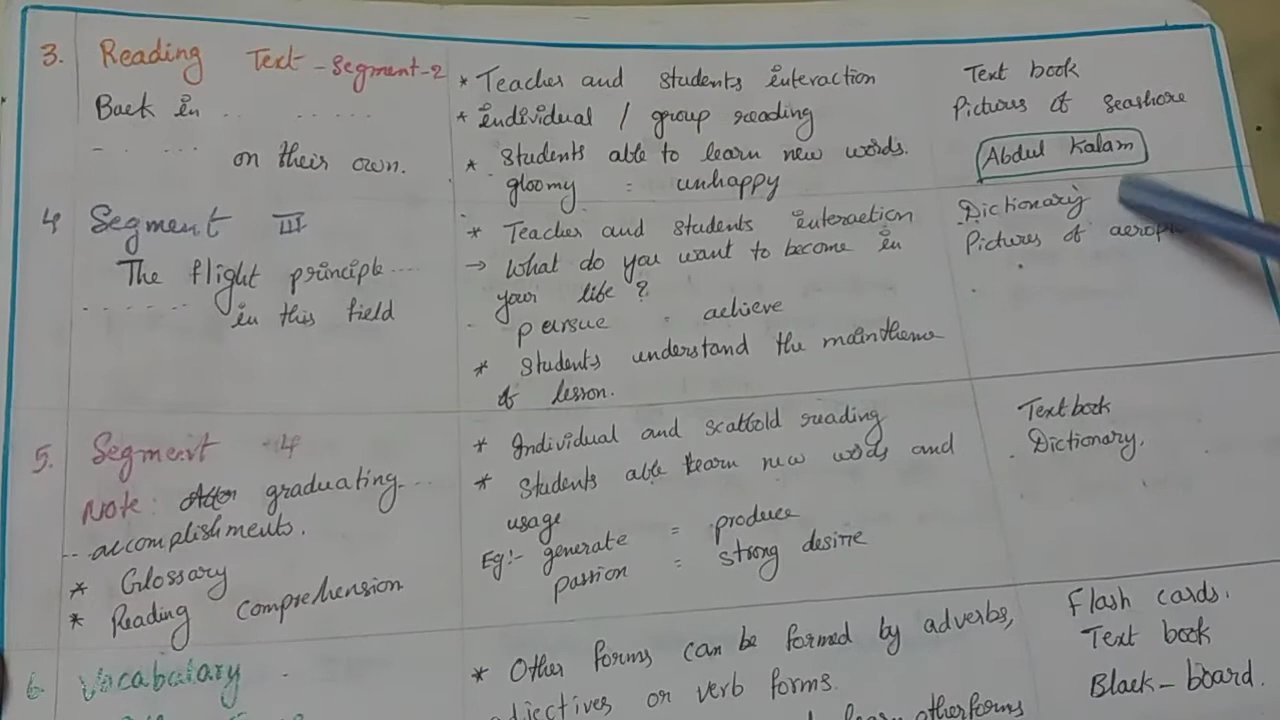 3. Reading Text - Segment-2
Back in .. .....
- . ... on their own.
* Teacher and students interaction
* individual / group reading
* Students able to learn new words.
gloomy : unhappy
Text book
Pictures of seashore
Abdul Kalam
4 Segment III
The flight principle ....
...... in this field
* Teacher and students interaction
→ What do you want to become in
your life ?
pursue : achieve
* Students understand the main theme
of lesson.
Dictionary
Pictures of
5. Segment - 4
Note: graduating...
... accomplishments.
* Glossary
* Reading Comprehension
* Individual and scaffold reading
* Students able learn new words and
usage
Eg:- generate = produce
passion = strong desire
Textbook
Dictionary.
6. Vocabulary
* Other forms can be formed by adverbs,
adjectives or verb forms.
learn otherforms
Flash cards.
Text book
Black-board.